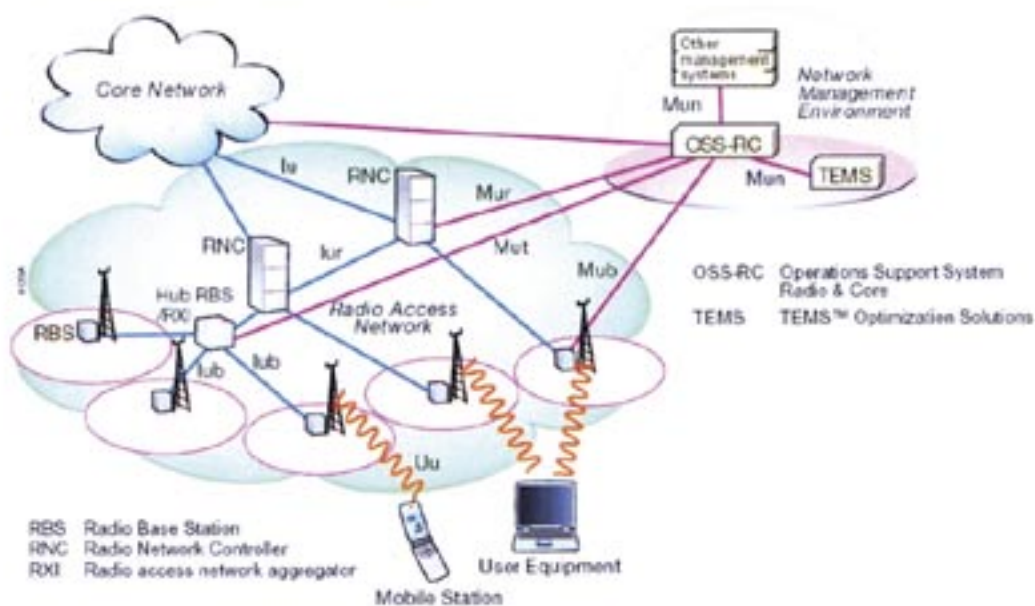 Other
management
systems
Network
Management
Environment
Core Network
Mun
OSS-RC
Mun
TEMS
Iu
RNC
Mur
RNC
Iur
Mut
Mub
Hub RBS
/RXI
Radio Access
Network
RBS
Iub
Iub
Uu
OSS-RC Operations Support System
Radio & Core
TEMS TEMS™ Optimization Solutions
RBS Radio Base Station
RNC Radio Network Controller
RXI Radio access network aggregator
User Equipment
Mobile Station